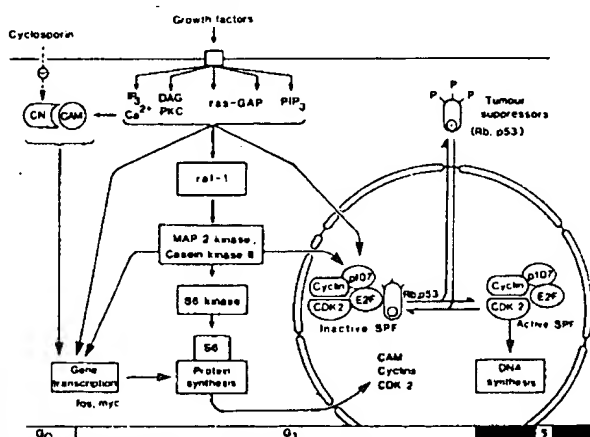 Growth factors
Cyclosporin
IP3
Ca2+
DAG
PKC
ras-GAP
PIP3
CN
CAM
P
P
P
Tumour
suppressors
(Rb, p53)
raf-1
MAP 2 kinase,
Casein kinase II
S6 kinase
S6
Protein
synthesis
Gene
transcription
fos, myc
Cyclin
p107
CDK2
E2F
Rb,p53
Inactive SPF
Cyclin
p107
CDK 2
E2F
Active SPF
CAM
Cyclins
CDK 2
DNA
synthesis
G0
G1
S